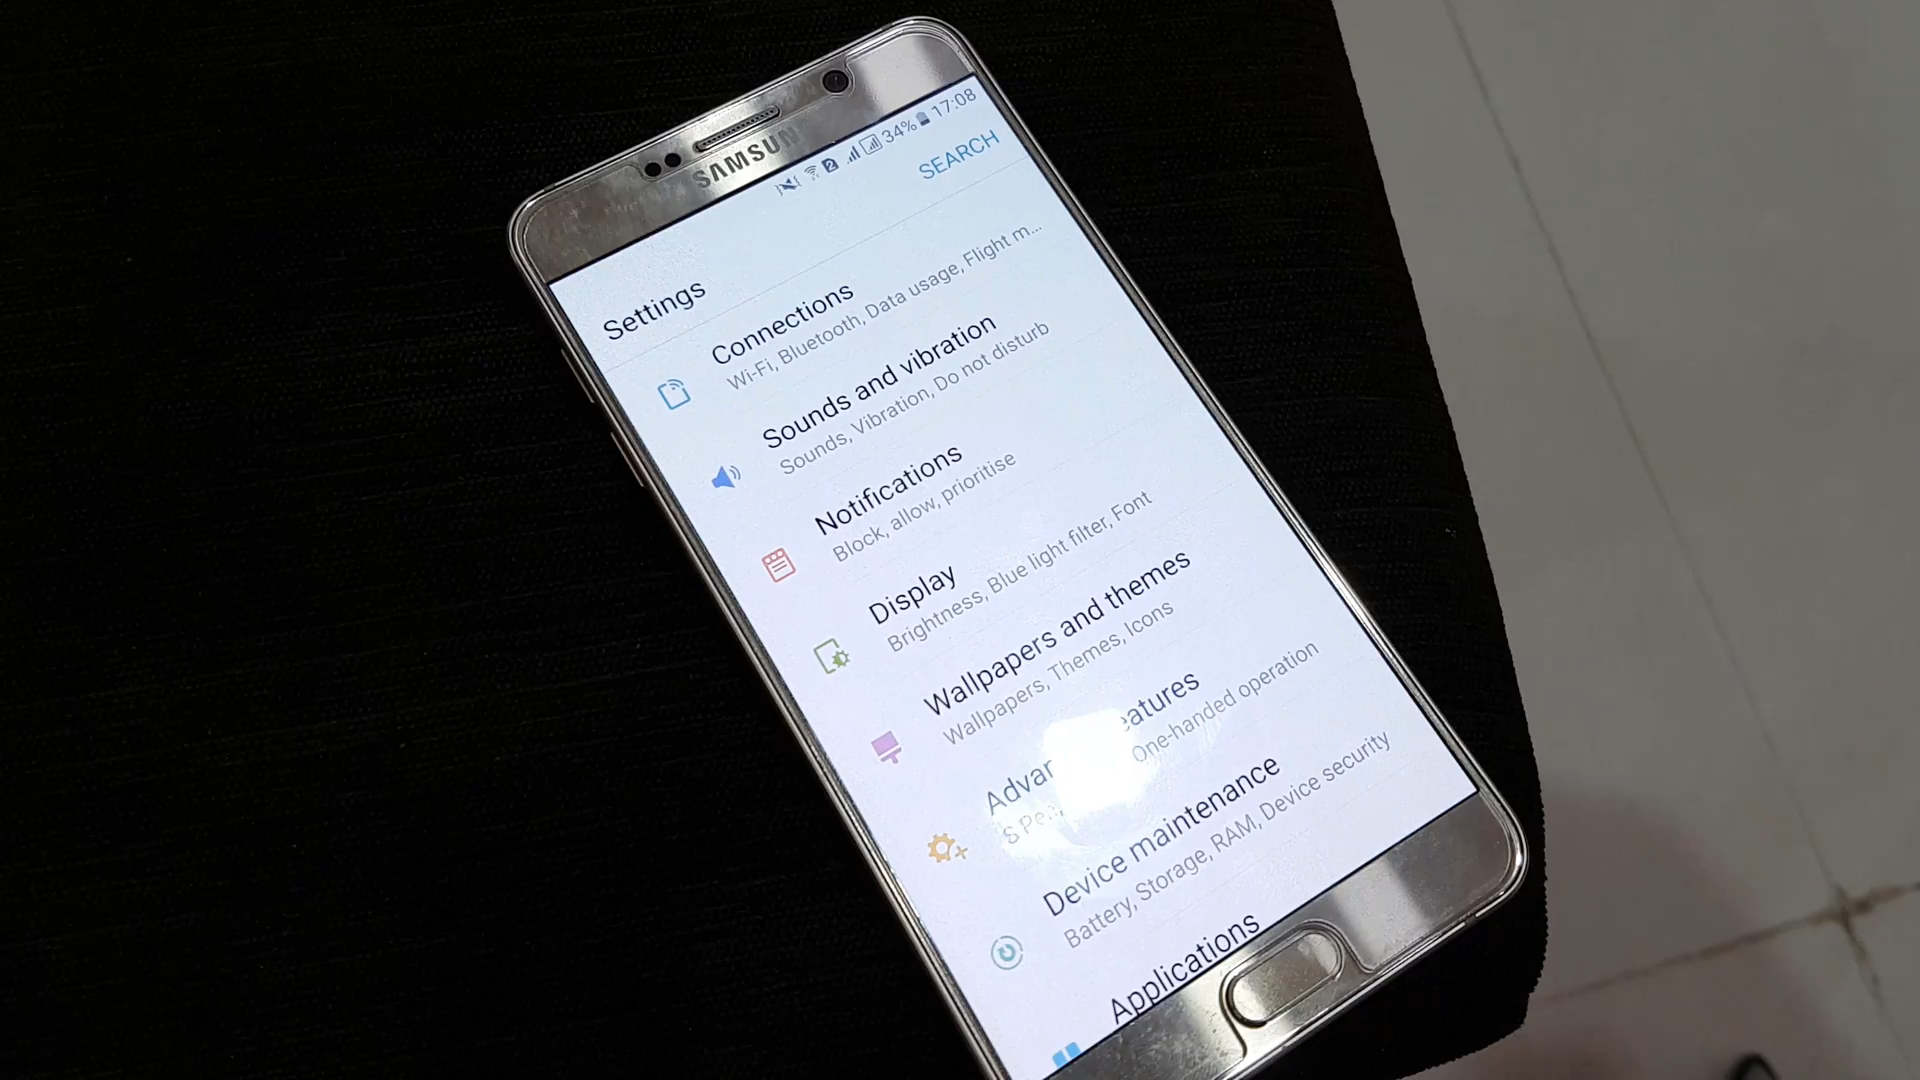 SAMSUNG
34% 17:08
SEARCH
Settings
Connections
Wi-Fi, Bluetooth, Data usage, Flight m...
Sounds and vibration
Sounds, Vibration, Do not disturb
Notifications
Block, allow, prioritise
Display
Brightness, Blue light filter, Font
Wallpapers and themes
Wallpapers, Themes, Icons
Advan eatures
S Pen, One-handed operation
Device maintenance
Battery, Storage, RAM, Device security
Applications